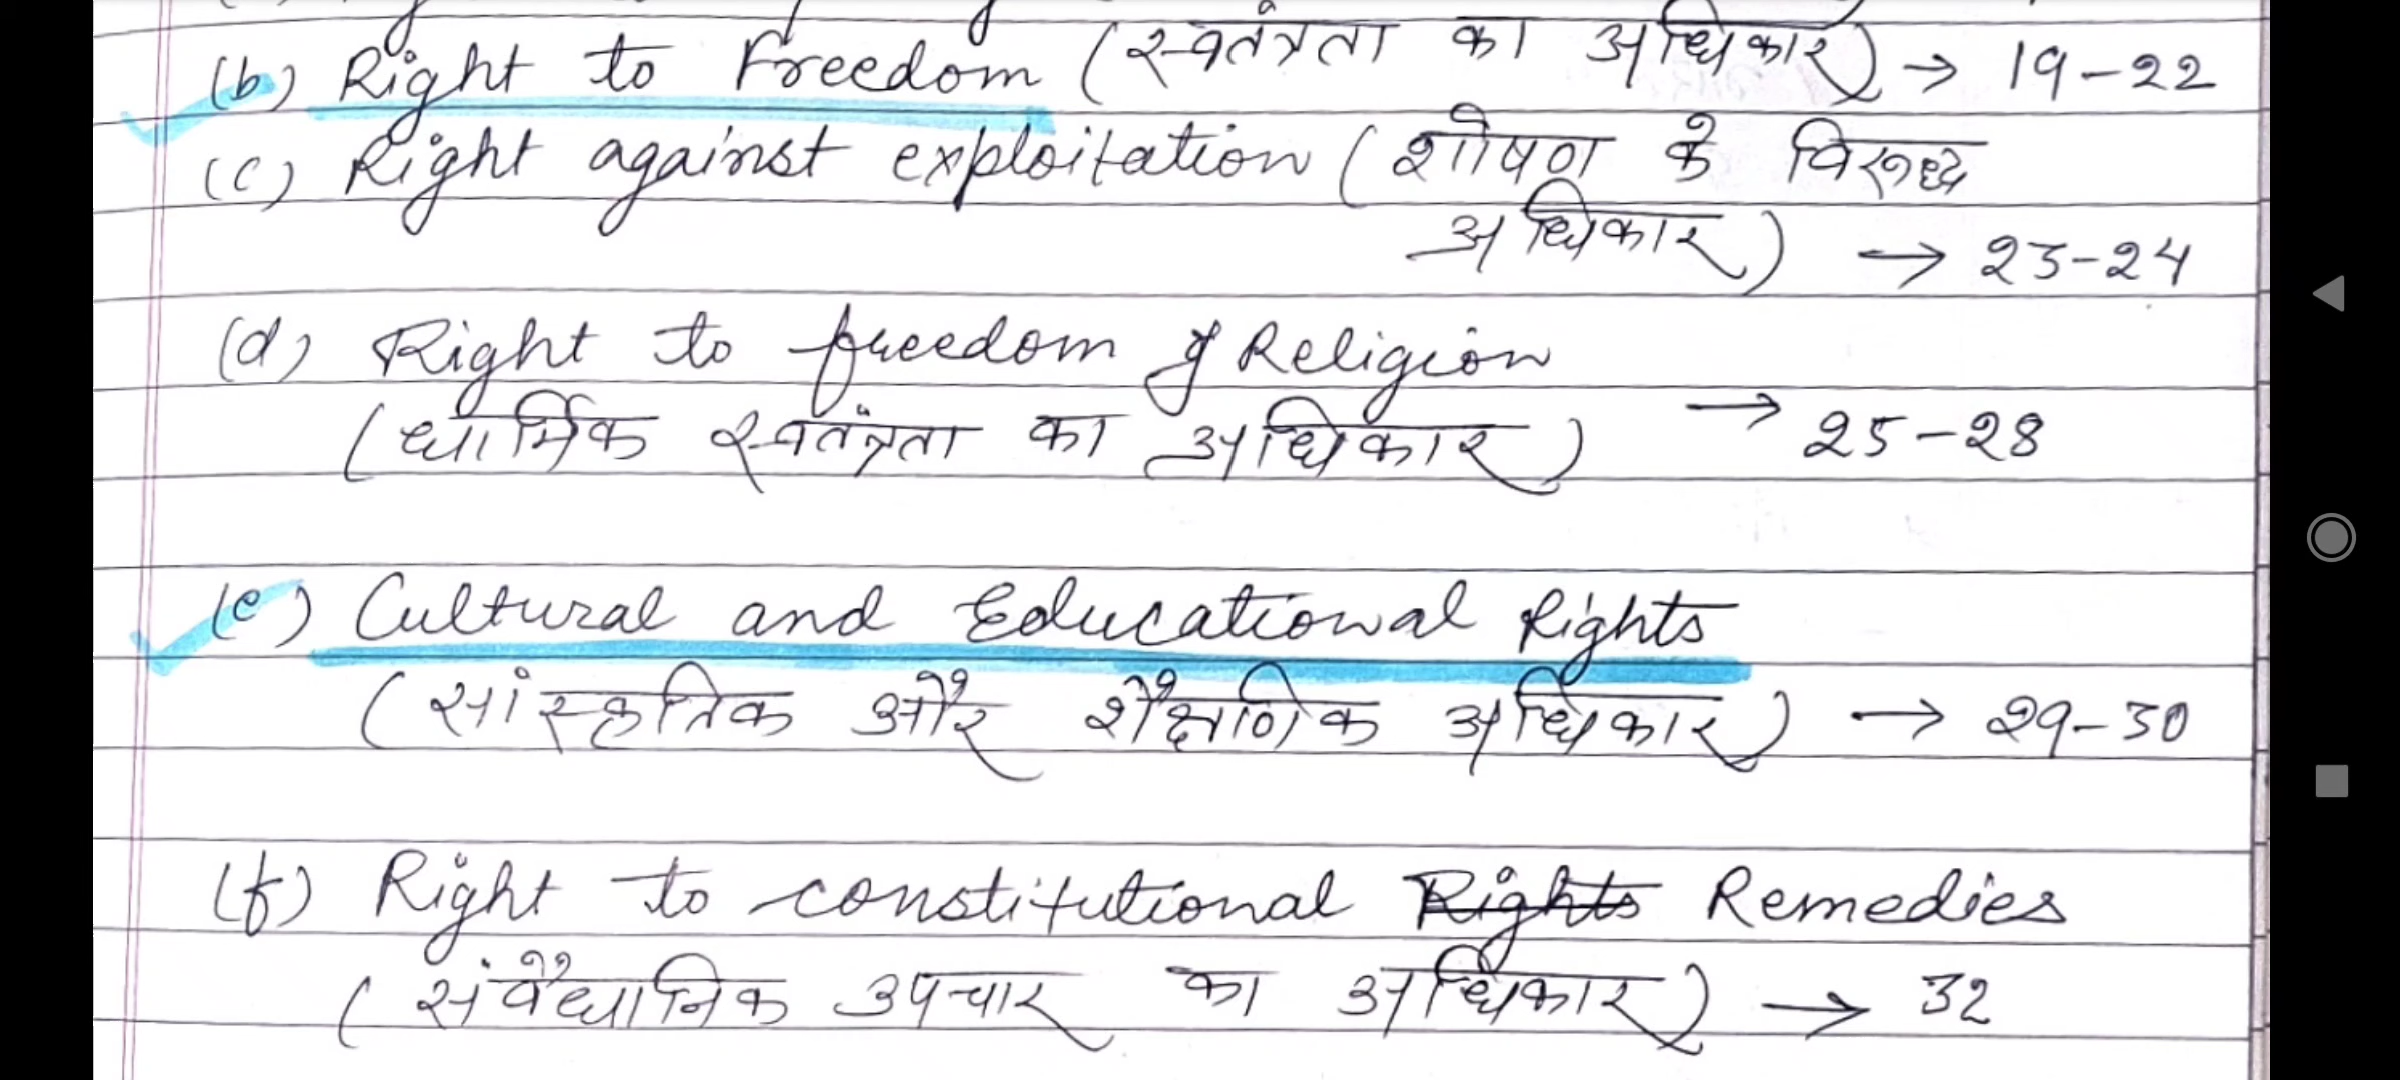 (b) Right to Freedom (स्वतंत्रता का अधिकार) → 19-22
(c) Right against exploitation (शोषण के विरुध्द
अधिकार) → 23-24
(d) Right to freedom of Religion
(धार्मिक स्वतंत्रता का अधिकार) → 25-28
(e) Cultural and Educational Rights
(सांस्कृतिक और शैक्षणिक अधिकार) → 29-30
(f) Right to constitutional Rights Remedies
(संवैधानिक उपचार का अधिकार) → 32